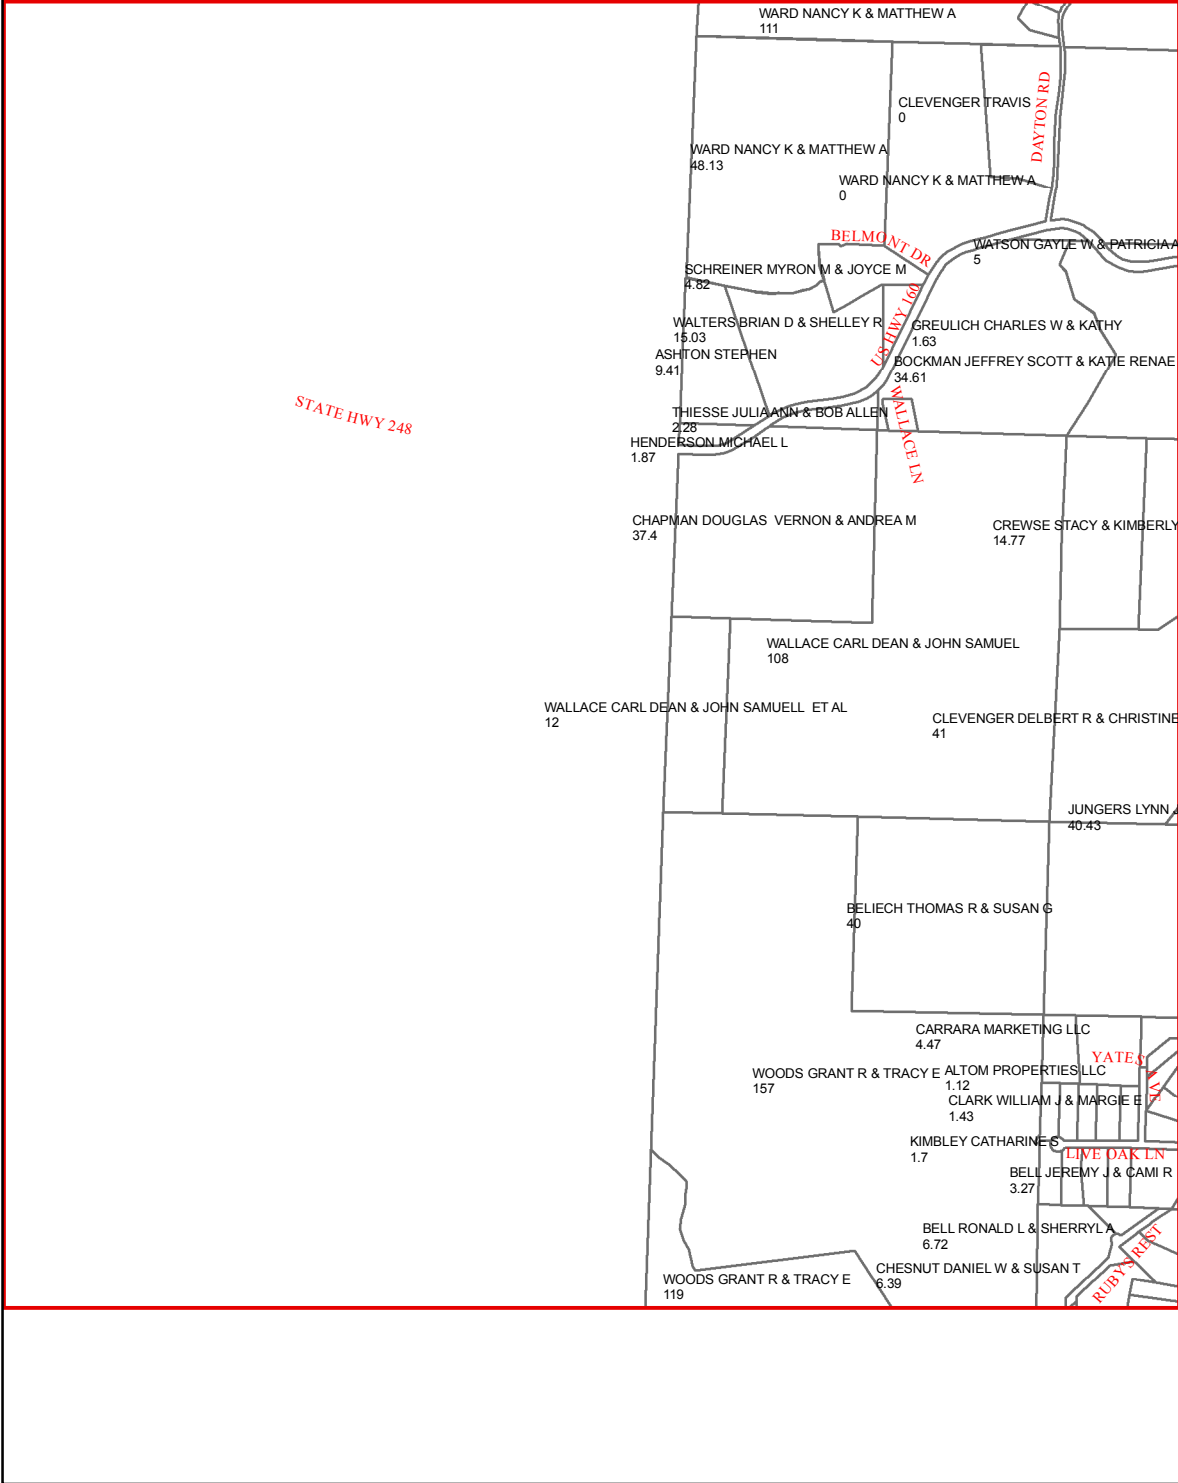 WARD NANCY K & MATTHEW A
111
CLEVENGER TRAVIS
0
DAYTON RD
WARD NANCY K & MATTHEW A
48.13
WARD NANCY K & MATTHEW A
0
BELMONT DR
WATSON GAYLE W & PATRICIA A
5
SCHREINER MYRON M & JOYCE M
4.82
US HWY 160
WALTERS BRIAN D & SHELLEY R
15.03
GREULICH CHARLES W & KATHY
1.63
ASHTON STEPHEN
9.41
BOCKMAN JEFFREY SCOTT & KATIE RENAE
34.61
STATE HWY 248
WALLACE LN
THIESSE JULIA ANN & BOB ALLEN
2.28
HENDERSON MICHAEL L
1.87
CHAPMAN DOUGLAS  VERNON & ANDREA M
37.4
CREWSE STACY & KIMBERLY
14.77
WALLACE CARL DEAN & JOHN SAMUEL
108
WALLACE CARL DEAN & JOHN SAMUELL  ET AL
12
CLEVENGER DELBERT R & CHRISTINE
41
JUNGERS LYNN J
40.43
BELIECH THOMAS R & SUSAN G
40
CARRARA MARKETING LLC
4.47
YATES AVE
WOODS GRANT R & TRACY E
157
ALTOM PROPERTIES LLC
1.12
CLARK WILLIAM J & MARGIE E
1.43
KIMBLEY CATHARINE S
1.7
LIVE OAK LN
BELL JEREMY J & CAMI R
3.27
BELL RONALD L & SHERRYL A
6.72
RUBY'S REST
CHESNUT DANIEL W & SUSAN T
6.39
WOODS GRANT R & TRACY E
119